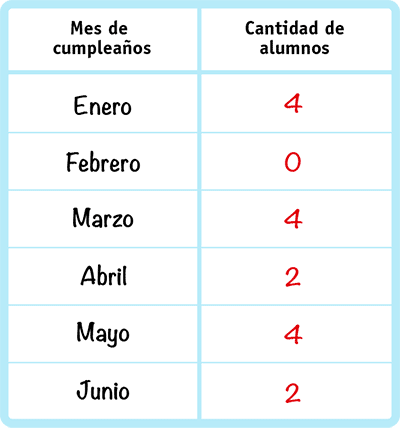 Mes de Cantidad de
cumpleaños alumnos
Enero 4
Febrero 0
Marzo 4
Abril 2
Mayo 4
Junio 2